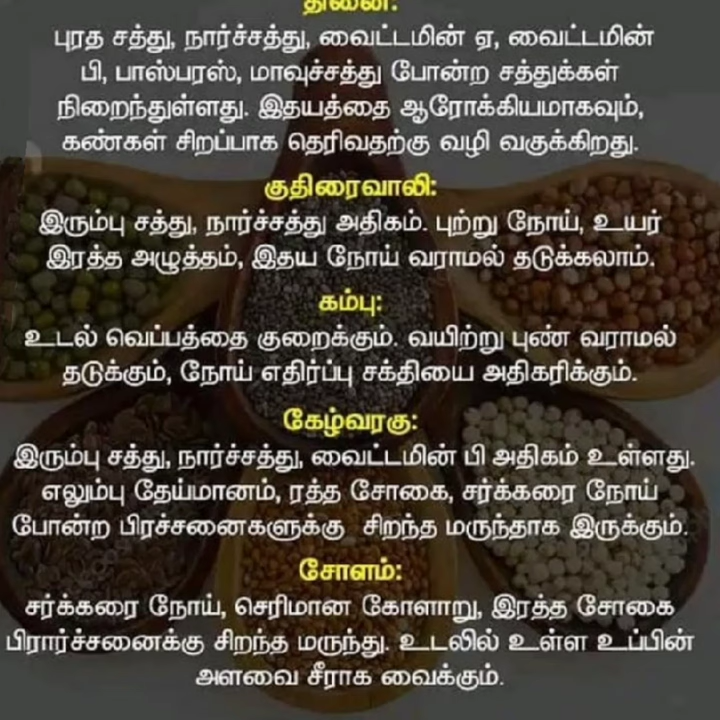 தினை:
புரத சத்து, நார்ச்சத்து, வைட்டமின் ஏ, வைட்டமின்
பி, பாஸ்பரஸ், மாவுச்சத்து போன்ற சத்துக்கள்
நிறைந்துள்ளது. இதயத்தை ஆரோக்கியமாகவும்,
கண்கள் சிறப்பாக தெரிவதற்கு வழி வகுக்கிறது.
குதிரைவாலி:
இரும்பு சத்து, நார்ச்சத்து அதிகம். புற்று நோய், உயர்
இரத்த அழுத்தம், இதய நோய் வராமல் தடுக்கலாம்.
கம்பு:
உடல் வெப்பத்தை குறைக்கும். வயிற்று புண் வராமல்
தடுக்கும், நோய் எதிர்ப்பு சக்தியை அதிகரிக்கும்.
கேழ்வரகு:
இரும்பு சத்து, நார்ச்சத்து, வைட்டமின் பி அதிகம் உள்ளது.
எலும்பு தேய்மானம், ரத்த சோகை, சர்க்கரை நோய்
போன்ற பிரச்சனைகளுக்கு சிறந்த மருந்தாக இருக்கும்.
சோளம்:
சர்க்கரை நோய், செரிமான கோளாறு, இரத்த சோகை
பிரார்ச்சனைக்கு சிறந்த மருந்து. உடலில் உள்ள உப்பின்
அளவை சீராக வைக்கும்.